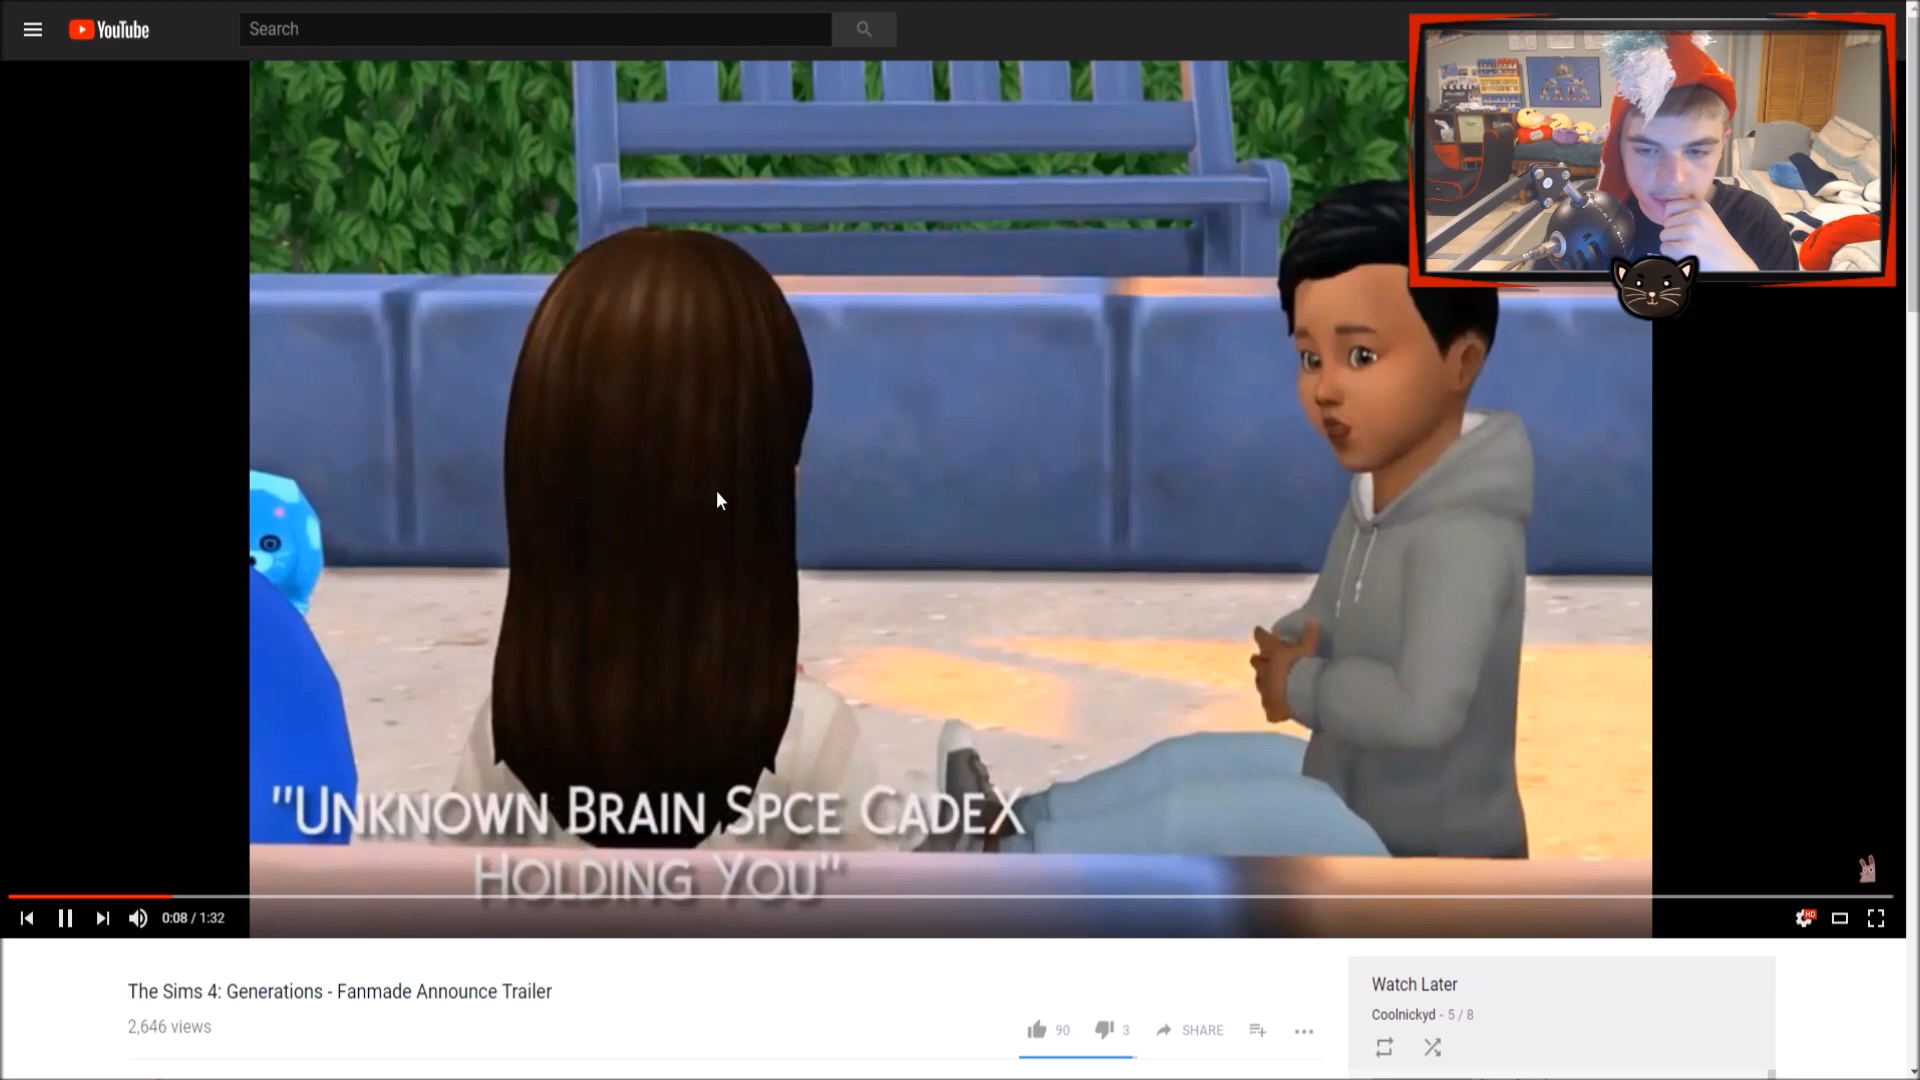 YouTube
Search
"UNKNOWN BRAIN SPCE CADEX
HOLDING YOU"
0:08 / 1:32
HD
The Sims 4: Generations - Fanmade Announce Trailer
2,646 views
90
3
SHARE
Watch Later
Coolnickyd - 5 / 8